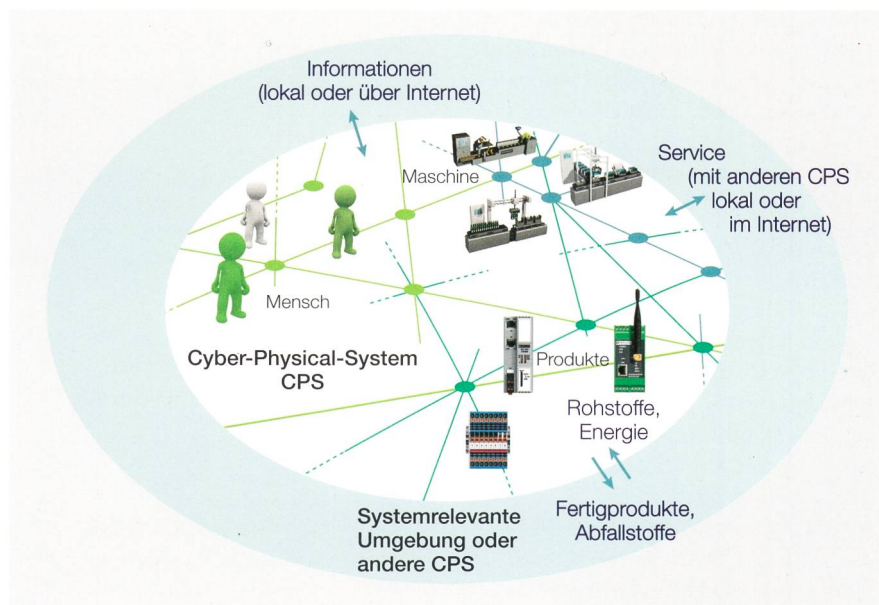 Informationen
(lokal oder über Internet)
Service
(mit anderen CPS
lokal oder
im Internet)
Maschine
Mensch
Cyber-Physical-System
CPS
Produkte
Rohstoffe,
Energie
Systemrelevante
Umgebung oder
andere CPS
Fertigprodukte,
Abfallstoffe